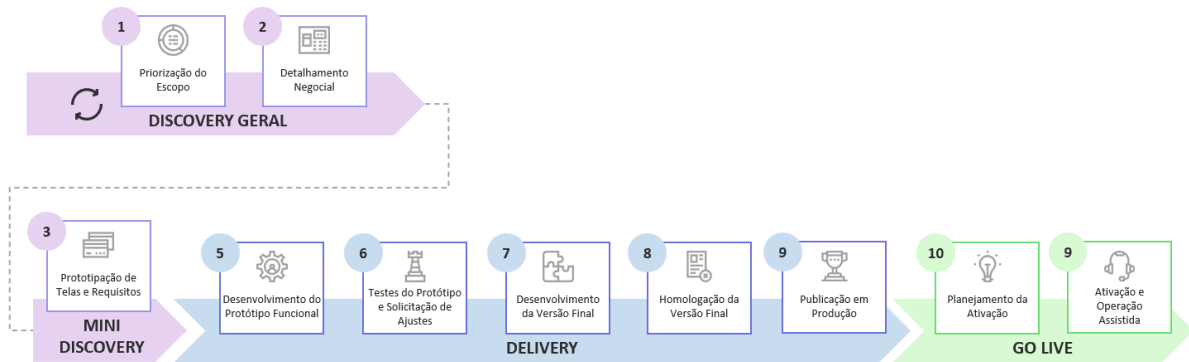 1
Priorização do
Escopo
2
Detalhamento
Negocial
DISCOVERY GERAL
3
Prototipação de
Telas e Requisitos
MINI
DISCOVERY
5
Desenvolvimento do
Protótipo Funcional
6
Testes do Protótipo
e Solicitação de
Ajustes
7
Desenvolvimento
da Versão Final
8
Homologação da
Versão Final
9
Publicação em
Produção
DELIVERY
10
Planejamento da
Ativação
9
Ativação e
Operação
Assistida
GO LIVE